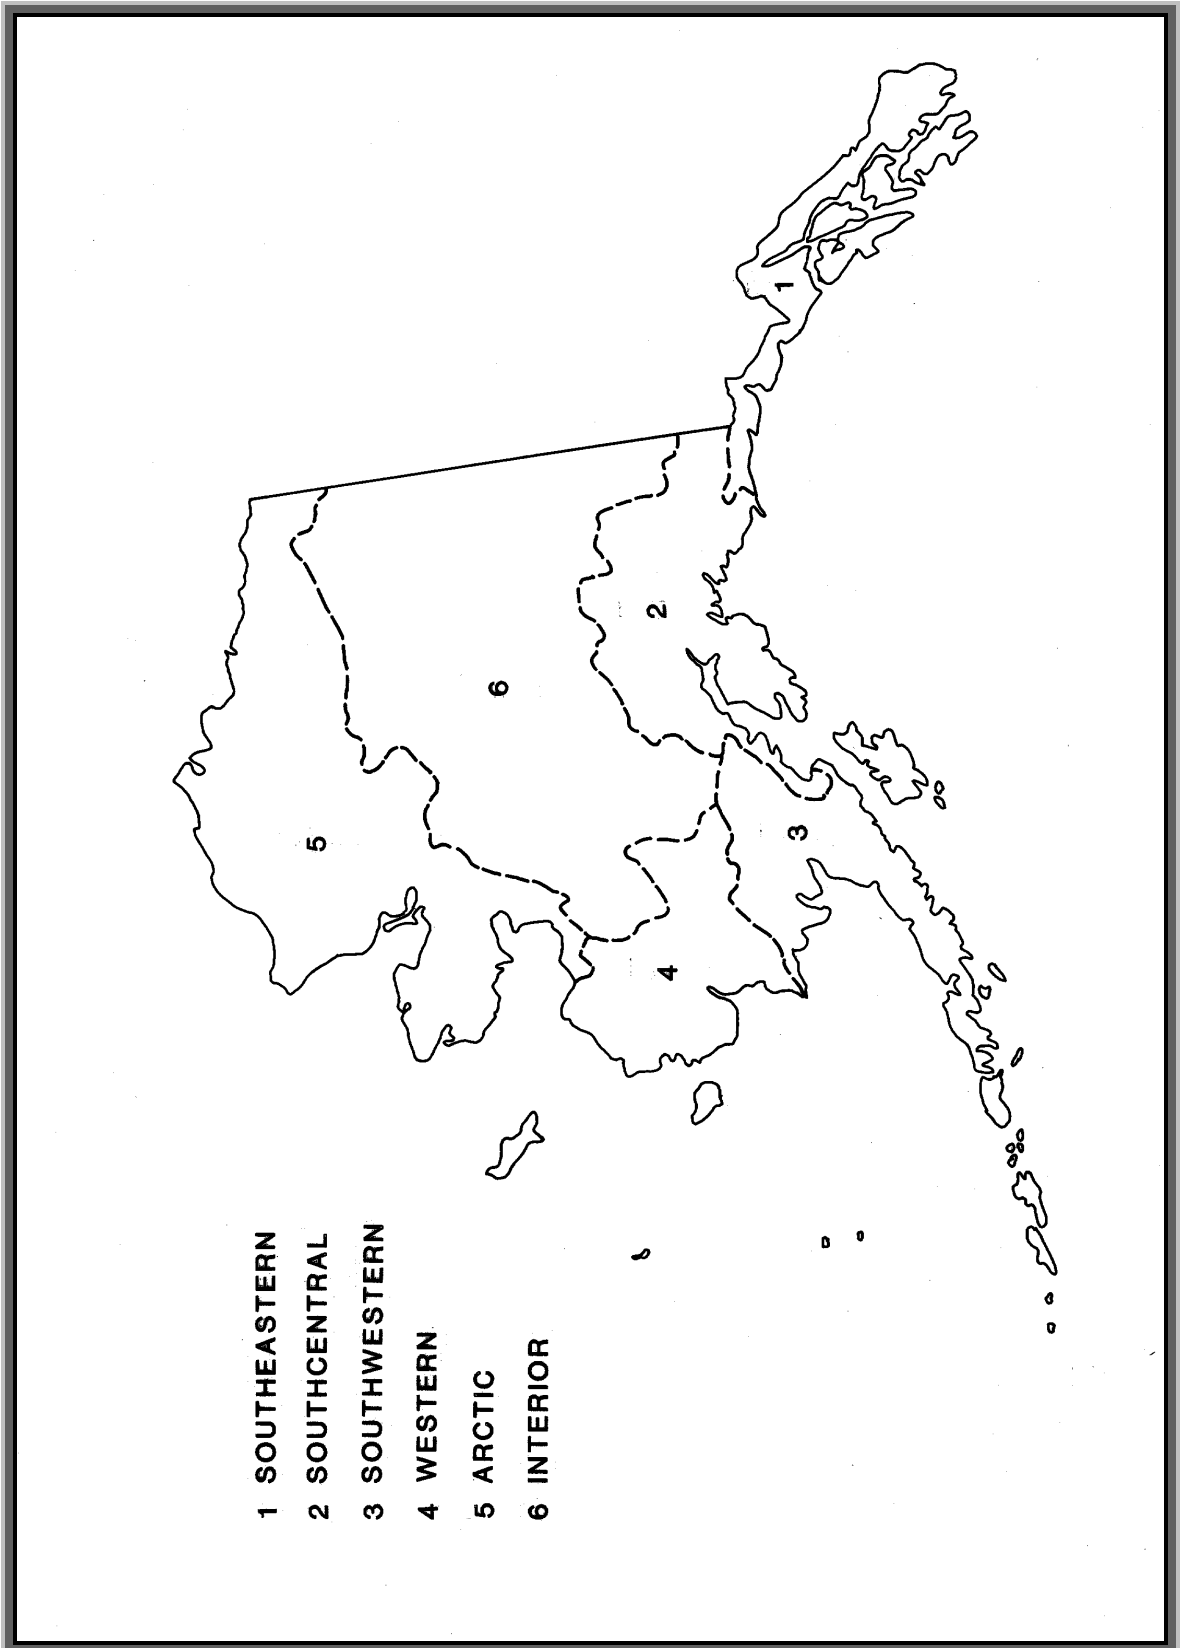 1 SOUTHEASTERN
2 SOUTHCENTRAL
3 SOUTHWESTERN
4 WESTERN
5 ARCTIC
6 INTERIOR
5
6
2
1
4
3